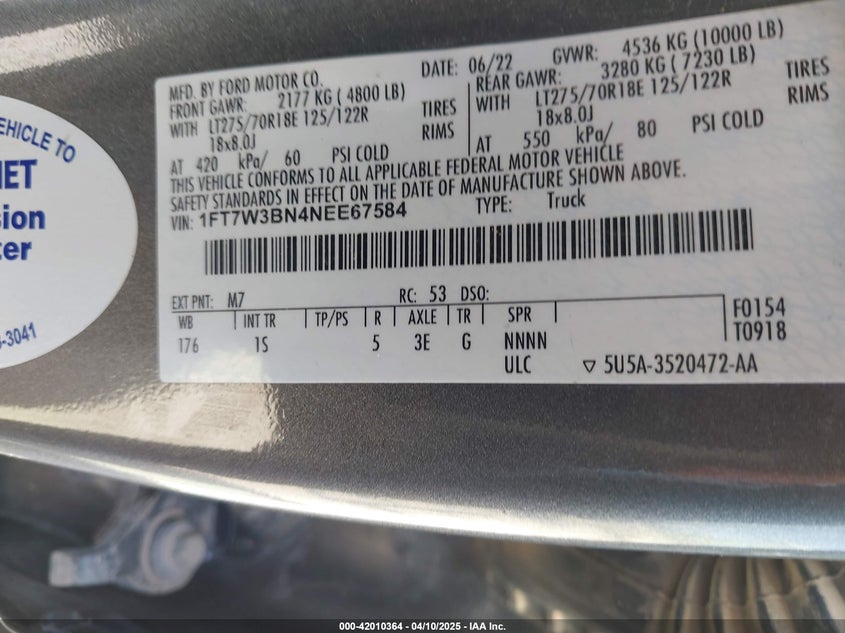 VEHICLE TO
NET
sion
ter
-3041
MFD. BY FORD MOTOR CO.
DATE: 06/22
GVWR: 4536 KG (10000 LB)
FRONT GAWR: 2177 KG ( 4800 LB)
REAR GAWR: 3280 KG ( 7230 LB)
WITH LT275/70R18E 125/122R TIRES
WITH LT275/70R18E 125/122R TIRES
18x8.0J RIMS
18x8.0J RIMS
AT 420 kPa/ 60 PSI COLD
AT 550 kPa/ 80 PSI COLD
THIS VEHICLE CONFORMS TO ALL APPLICABLE FEDERAL MOTOR VEHICLE
SAFETY STANDARDS IN EFFECT ON THE DATE OF MANUFACTURE SHOWN ABOVE.
VIN: 1FT7W3BN4NEE67584
TYPE: Truck
EXT PNT: M7 RC: 53 DSO:
WB INT TR TP/PS R AXLE TR SPR
176 1S 5 3E G NNNN
ULC
F0154
T0918
▽ 5U5A-3520472-AA
000-42010364 - 04/10/2025 - IAA Inc.